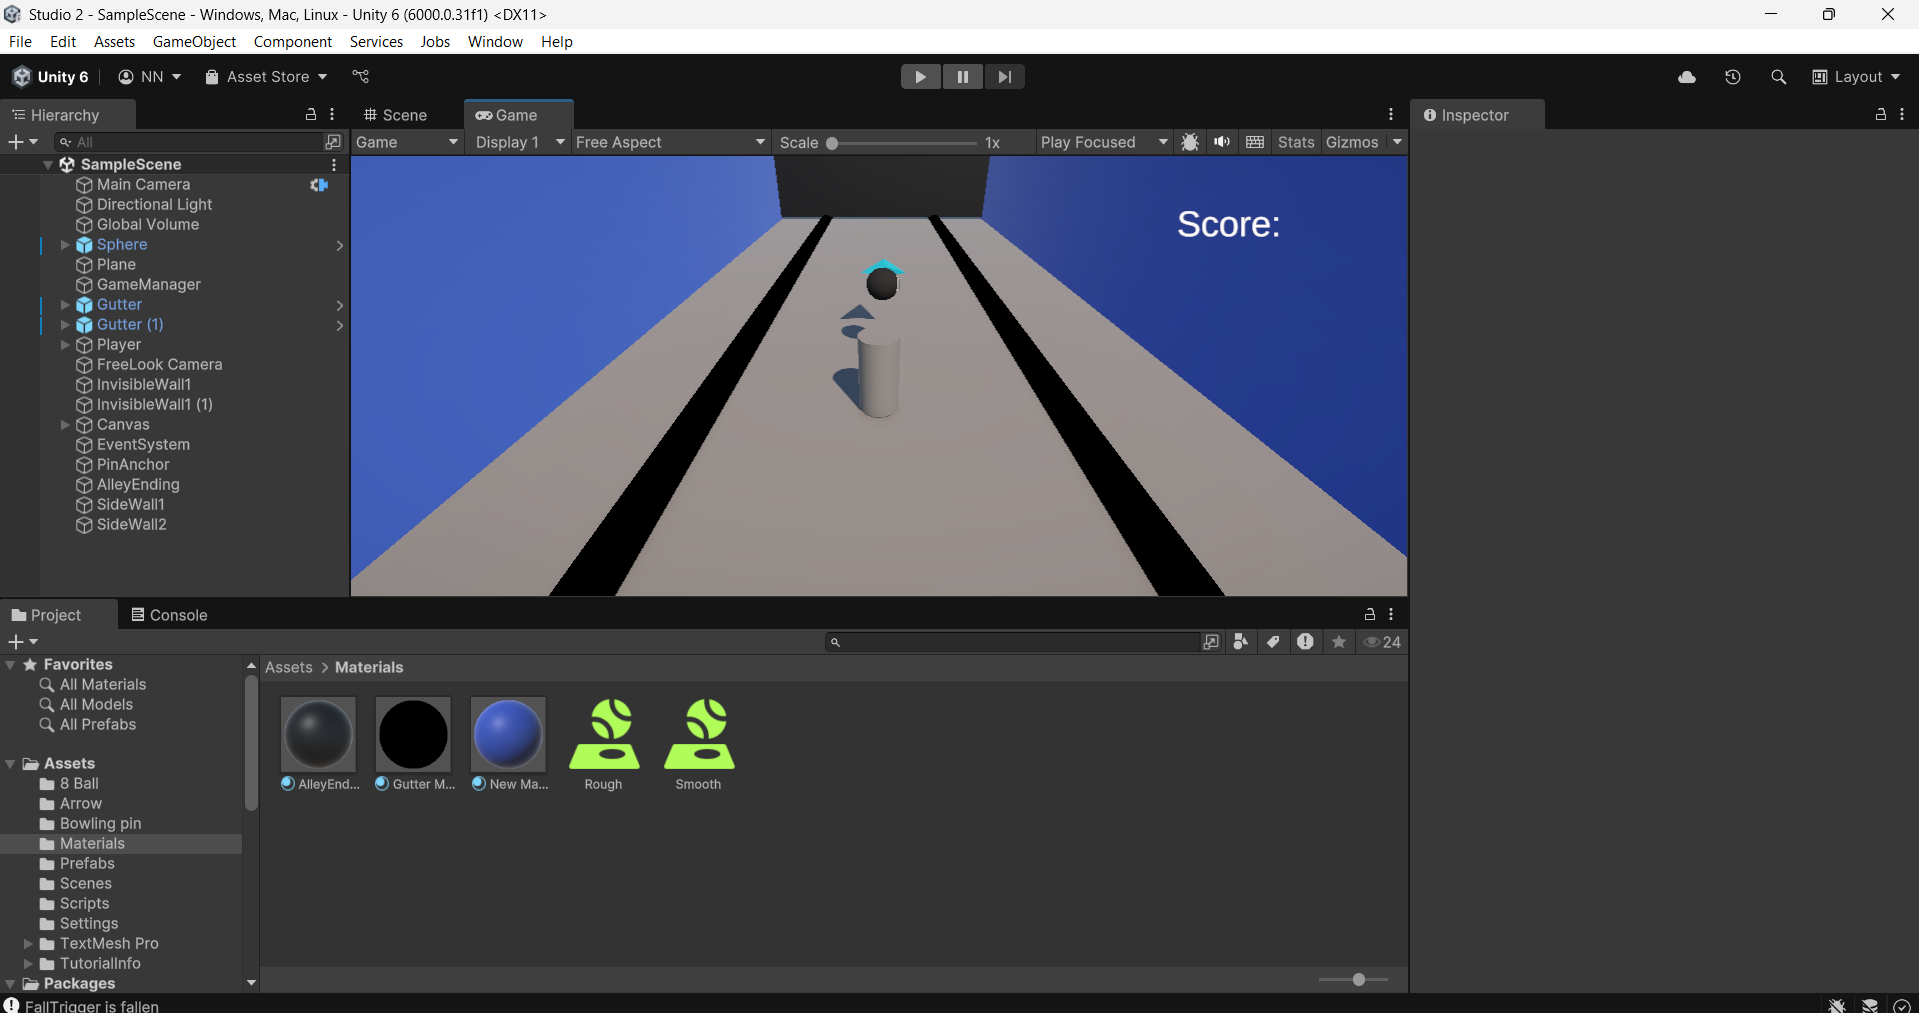 Studio 2 - SampleScene - Windows, Mac, Linux - Unity 6 (6000.0.31f1) <DX11>
File Edit Assets GameObject Component Services Jobs Window Help
Unity 6 NN Asset Store Layout
Hierarchy
Scene Game
Inspector
All
Game Display 1 Free Aspect Scale 1x Play Focused Stats Gizmos
SampleScene
Main Camera
Directional Light
Global Volume
Sphere
Plane
GameManager
Gutter
Gutter (1)
Player
FreeLook Camera
InvisibleWall1
InvisibleWall1 (1)
Canvas
EventSystem
PinAnchor
AlleyEnding
SideWall1
SideWall2
Score:
Project Console
24
Favorites
All Materials
All Models
All Prefabs
Assets
8 Ball
Arrow
Bowling pin
Materials
Prefabs
Scenes
Scripts
Settings
TextMesh Pro
TutorialInfo
Packages
Assets > Materials
AlleyEnd... Gutter M... New Ma... Rough Smooth
FallTrigger is fallen